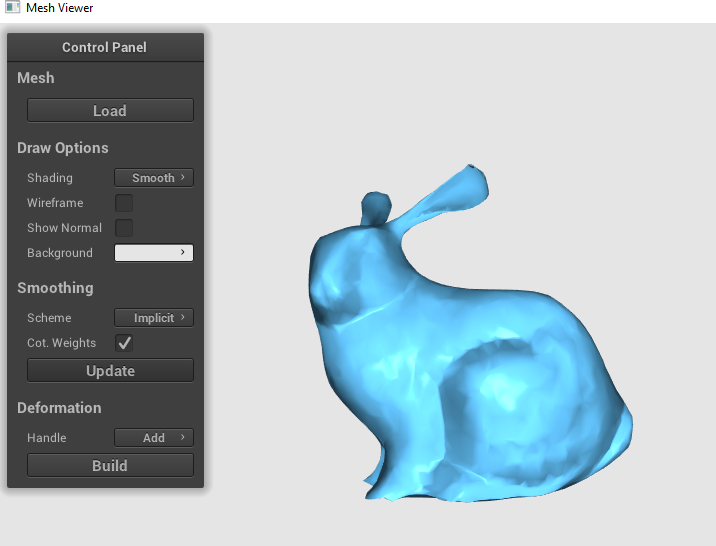 Mesh Viewer
Control Panel
Mesh
Load
Draw Options
Shading Smooth
Wireframe
Show Normal
Background
Smoothing
Scheme Implicit
Cot. Weights
Update
Deformation
Handle Add
Build